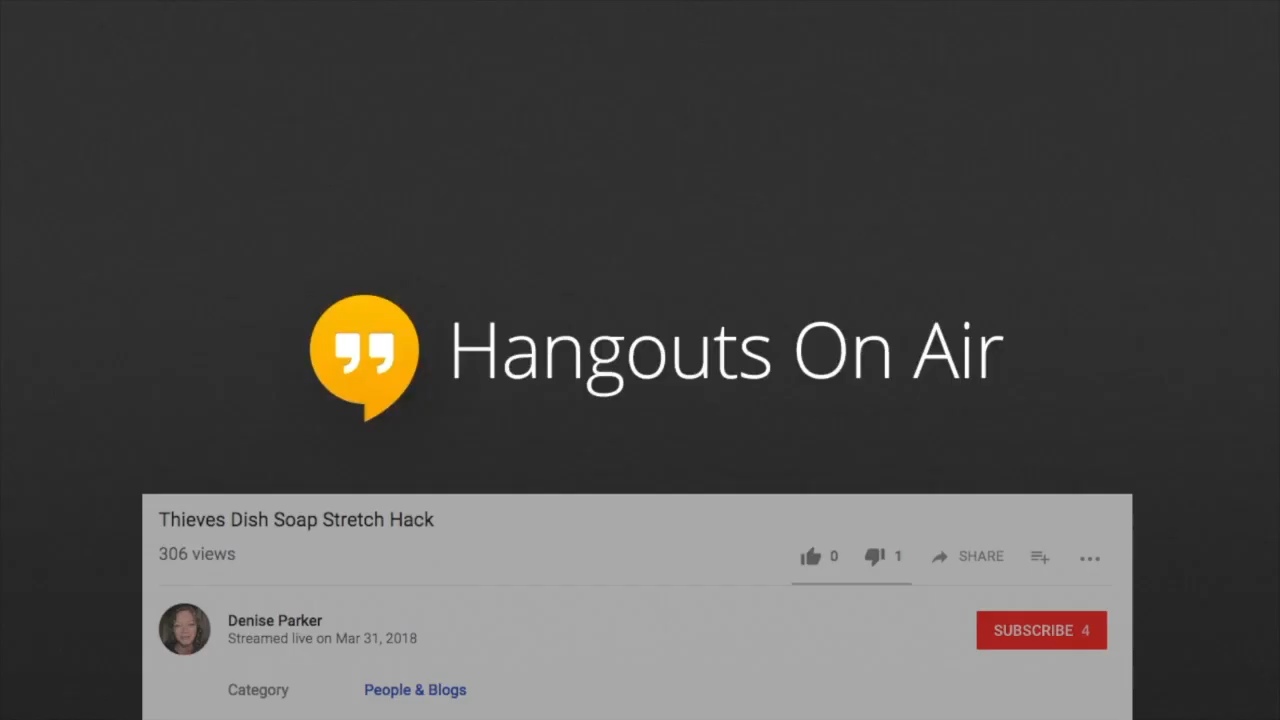 Hangouts On Air
Thieves Dish Soap Stretch Hack
306 views
0 1 SHARE
Denise Parker
Streamed live on Mar 31, 2018
SUBSCRIBE 4
Category People & Blogs